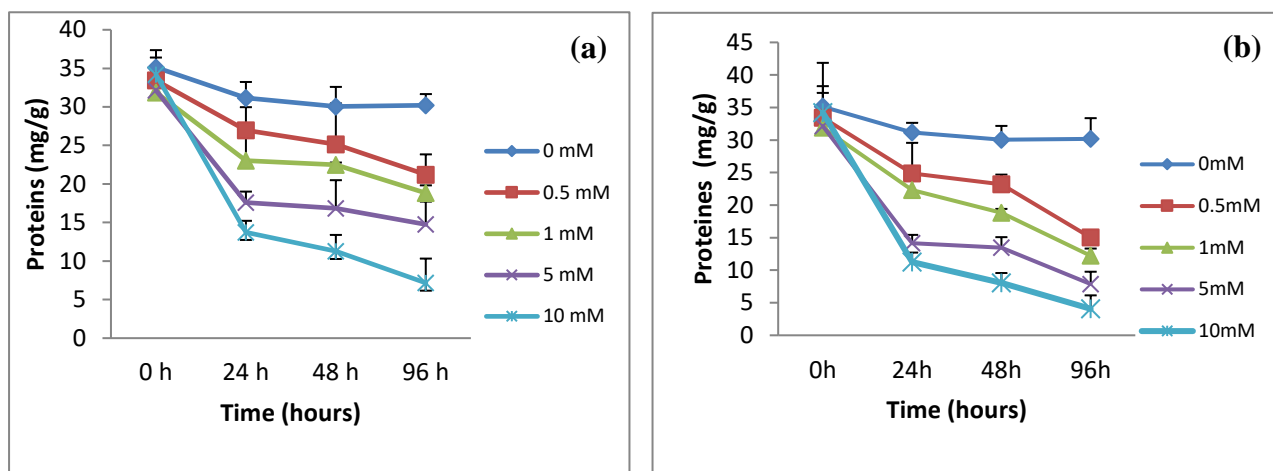 (a)
Proteins (mg/g)
40
35
30
25
20
15
10
5
0
0 h 24 h 48 h 96 h
Time (hours)
0 mM
0.5 mM
1 mM
5 mM
10 mM
(b)
Proteines (mg/g)
45
40
35
30
25
20
15
10
5
0
0h 24h 48h 96h
Time (hours)
0mM
0.5mM
1mM
5mM
10mM